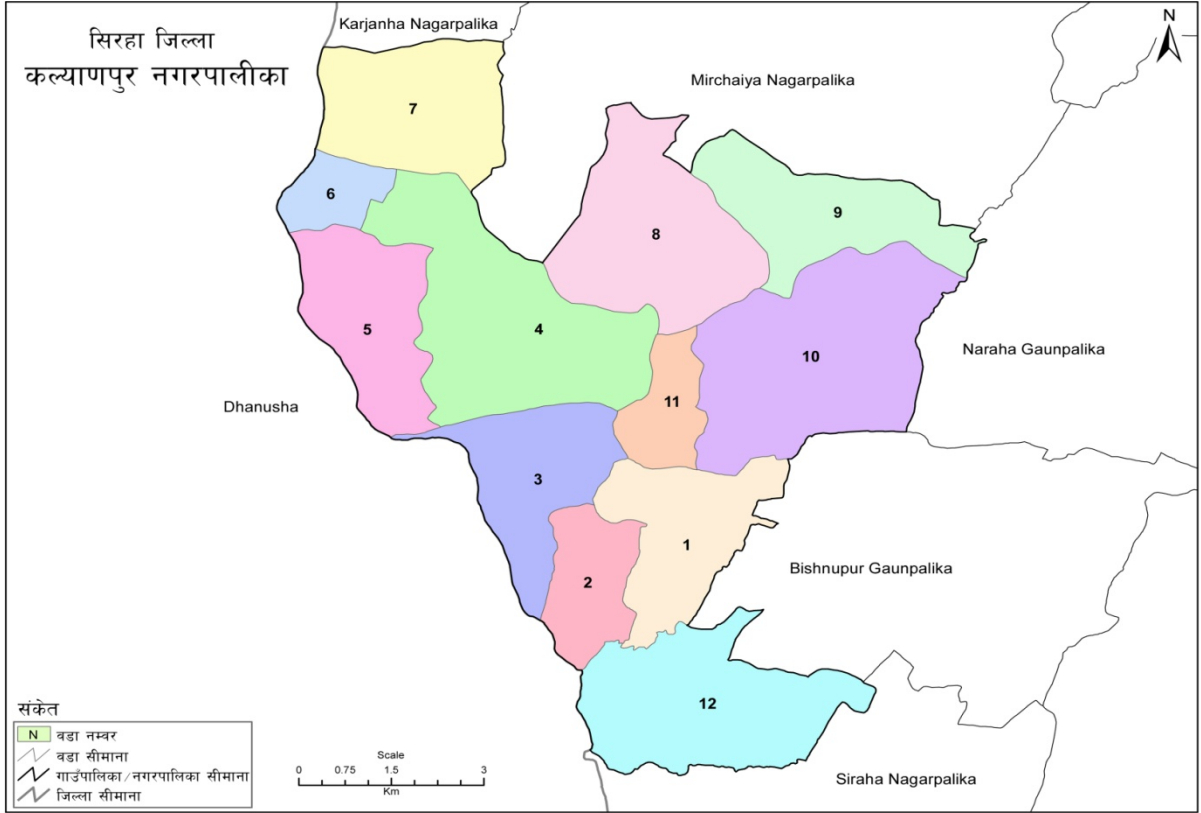 सिरहा जिल्ला
कल्याणपुर नगरपालीका
Karjanha Nagarpalika
N
Mirchaiya Nagarpalika
7
6
9
8
5
4
10
Naraha Gaunpalika
Dhanusha
11
3
1
2
Bishnupur Gaunpalika
12
Siraha Nagarpalika
संकेत
N वडा नम्बर
वडा सीमाना
गाउँपालिका/नगरपालिका सीमाना
जिल्ला सीमाना
Scale
0 0.75 1.5 3
Km